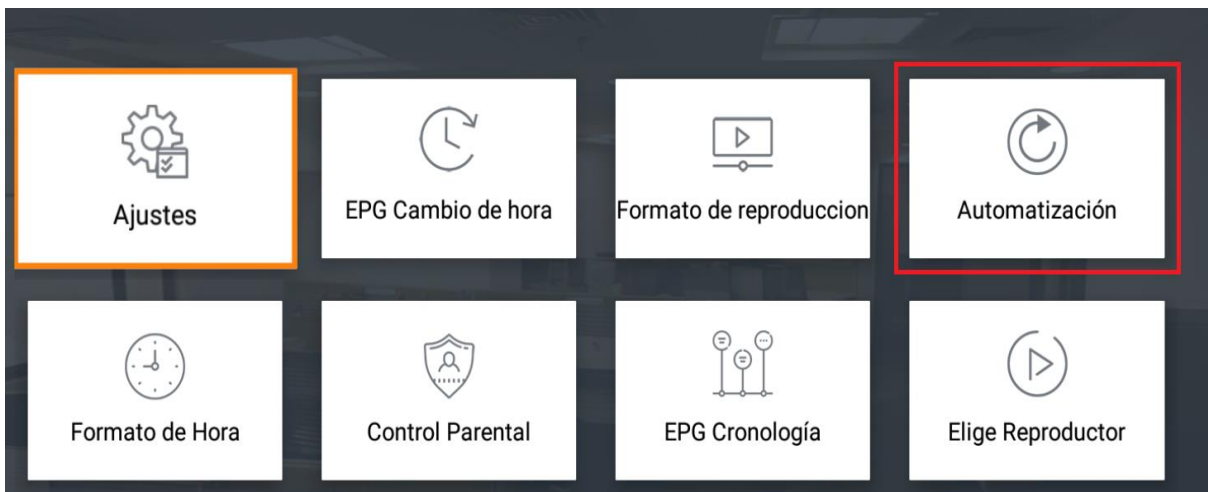 Ajustes
EPG Cambio de hora
Formato de reproduccion
Automatización
Formato de Hora
Control Parental
EPG Cronología
Elige Reproductor